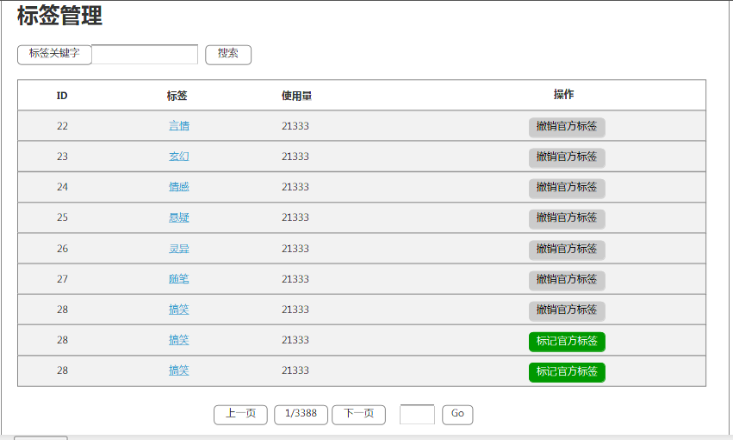 标签管理
标签关键字 搜索
ID 标签 使用量 操作
22 言情 21333 撤销官方标签
23 玄幻 21333 撤销官方标签
24 情感 21333 撤销官方标签
25 悬疑 21333 撤销官方标签
26 灵异 21333 撤销官方标签
27 随笔 21333 撤销官方标签
28 搞笑 21333 撤销官方标签
28 搞笑 21333 标记官方标签
28 搞笑 21333 标记官方标签
上一页 1/3388 下一页 Go